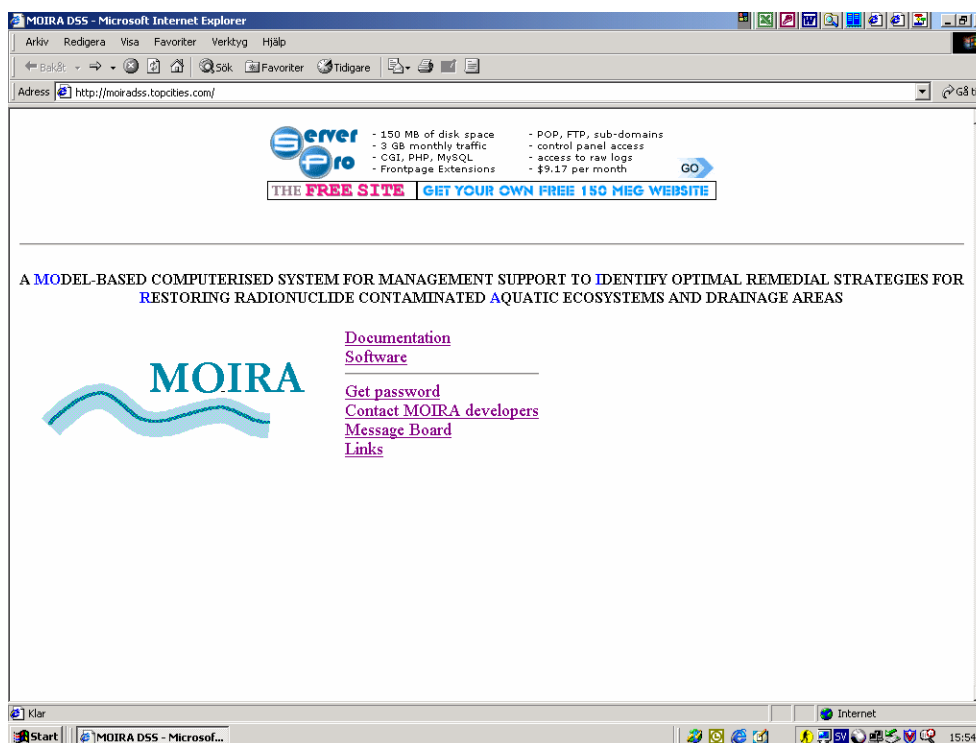 MOIRA DSS - Microsoft Internet Explorer
Arkiv Redigera Visa Favoriter Verktyg Hjälp
Bakåt Sök Favoriter Tidigare
Adress http://moiradss.topcities.com/ Gå t
Server Pro
- 150 MB of disk space
- 3 GB monthly traffic
- CGI, PHP, MySQL
- Frontpage Extensions
- POP, FTP, sub-domains
- control panel access
- access to raw logs
- $9.17 per month
GO
THE FREE SITE GET YOUR OWN FREE 150 MEG WEBSITE
A MODEL-BASED COMPUTERISED SYSTEM FOR MANAGEMENT SUPPORT TO IDENTIFY OPTIMAL REMEDIAL STRATEGIES FOR
RESTORING RADIONUCLIDE CONTAMINATED AQUATIC ECOSYSTEMS AND DRAINAGE AREAS
MOIRA
Documentation
Software
Get password
Contact MOIRA developers
Message Board
Links
Klar Internet
Start MOIRA DSS - Microsof... SV 15:54